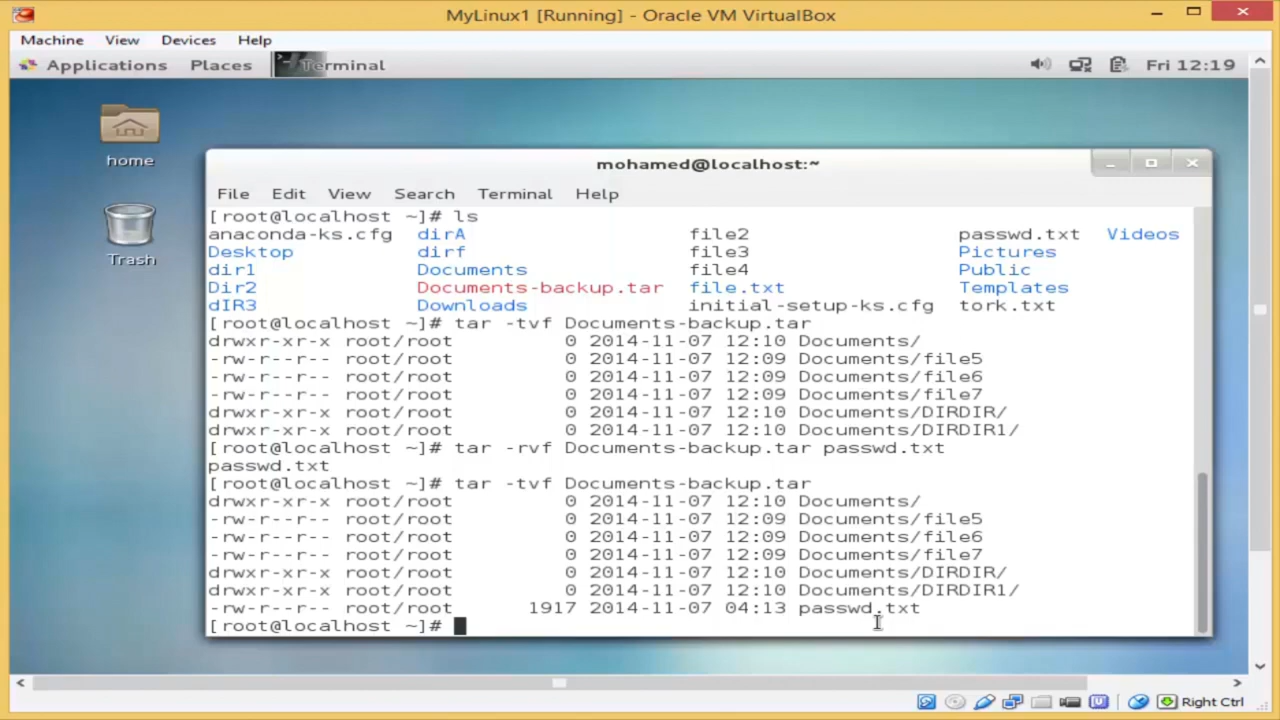 MyLinux1 [Running] - Oracle VM VirtualBox
Machine View Devices Help
Applications Places Terminal Fri 12:19
home
Trash
mohamed@localhost:~
File Edit View Search Terminal Help
[root@localhost ~]# ls
anaconda-ks.cfg dirA file2 passwd.txt Videos
Desktop dirf file3 Pictures
dir1 Documents file4 Public
Dir2 Documents-backup.tar file.txt Templates
dIR3 Downloads initial-setup-ks.cfg tork.txt
[root@localhost ~]# tar -tvf Documents-backup.tar
drwxr-xr-x root/root 0 2014-11-07 12:10 Documents/
-rw-r--r-- root/root 0 2014-11-07 12:09 Documents/file5
-rw-r--r-- root/root 0 2014-11-07 12:09 Documents/file6
-rw-r--r-- root/root 0 2014-11-07 12:09 Documents/file7
drwxr-xr-x root/root 0 2014-11-07 12:10 Documents/DIRDIR/
drwxr-xr-x root/root 0 2014-11-07 12:10 Documents/DIRDIR1/
[root@localhost ~]# tar -rvf Documents-backup.tar passwd.txt
passwd.txt
[root@localhost ~]# tar -tvf Documents-backup.tar
drwxr-xr-x root/root 0 2014-11-07 12:10 Documents/
-rw-r--r-- root/root 0 2014-11-07 12:09 Documents/file5
-rw-r--r-- root/root 0 2014-11-07 12:09 Documents/file6
-rw-r--r-- root/root 0 2014-11-07 12:09 Documents/file7
drwxr-xr-x root/root 0 2014-11-07 12:10 Documents/DIRDIR/
drwxr-xr-x root/root 0 2014-11-07 12:10 Documents/DIRDIR1/
-rw-r--r-- root/root 1917 2014-11-07 04:13 passwd.txt
[root@localhost ~]#
Right Ctrl